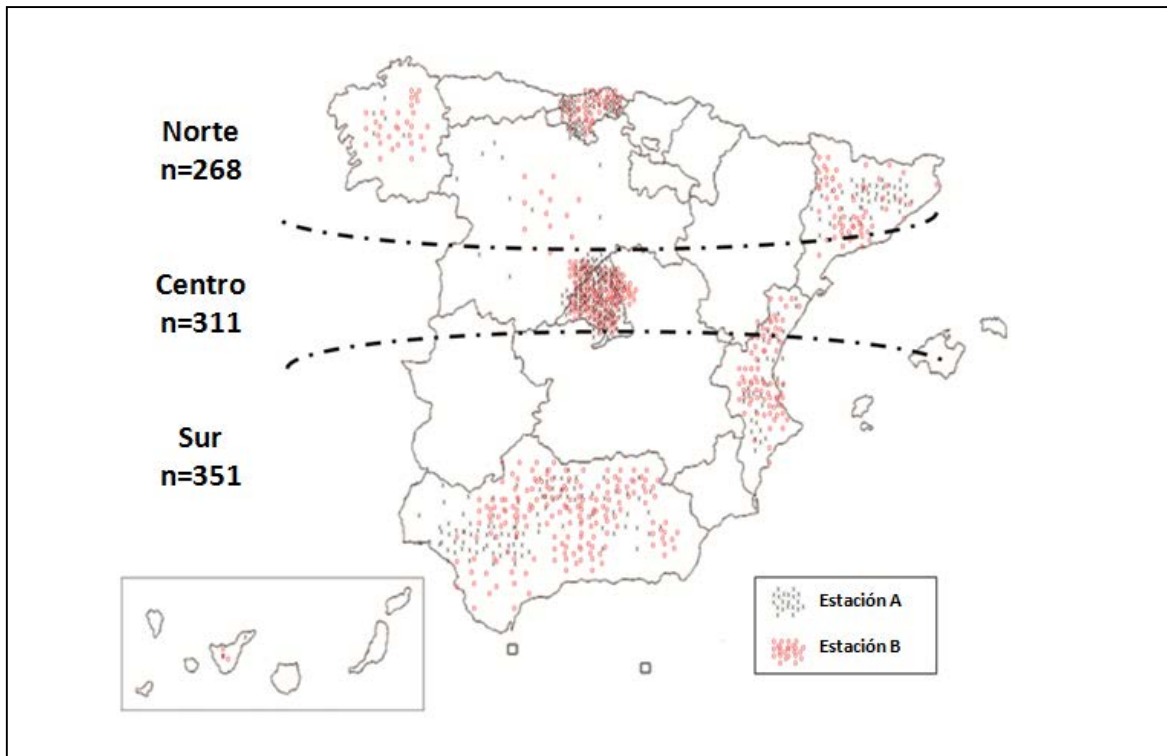 Norte
n=268
Centro
n=311
Sur
n=351
Estación A
Estación B